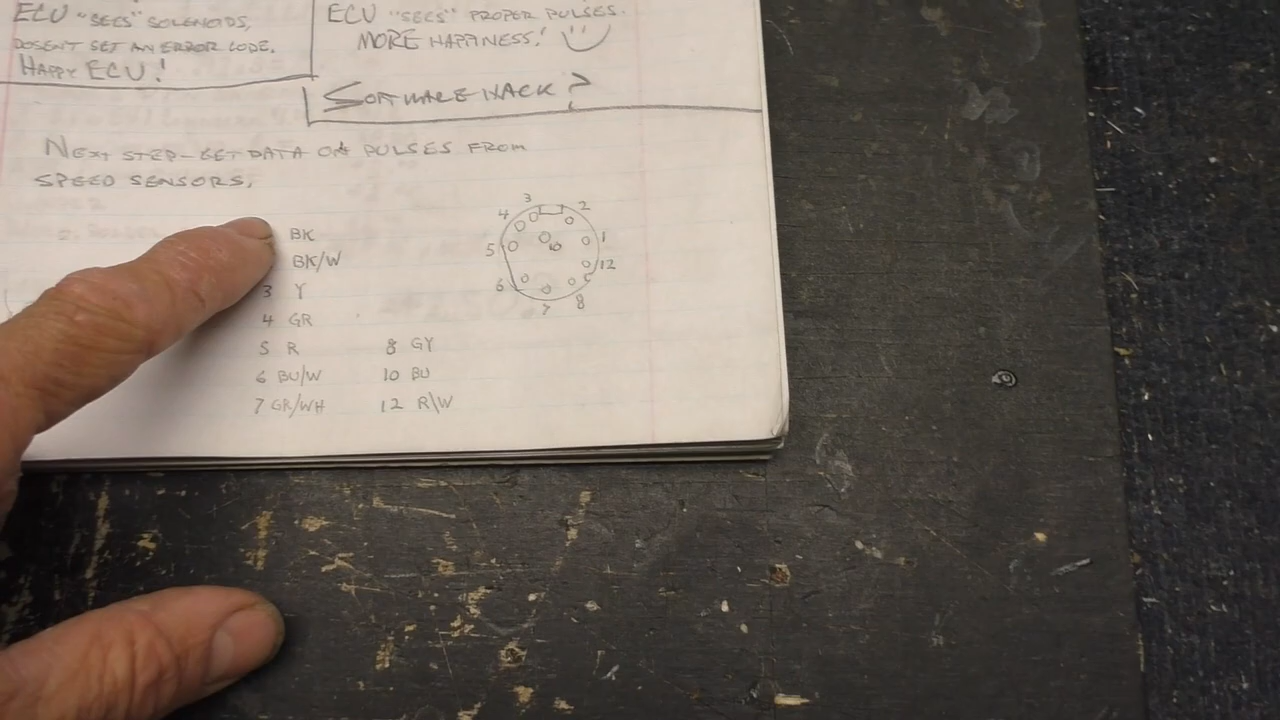 ECU "SEES" SOLENOIDS,
DOSENT SET AN ERROR CODE.
HAPPY ECU!
ECU "SEES" PROPER PULSES.
MORE HAPPINESS!
SOFTWARE HACK?
NEXT STEP - GET DATA ON PULSES FROM
SPEED SENSORS,
BK
BK/W
3 Y
4 GR
5 R
6 BU/W
7 GR/WH
8 GY
10 BU
12 R\W
3
2
4
1
5
10
12
6
7
8